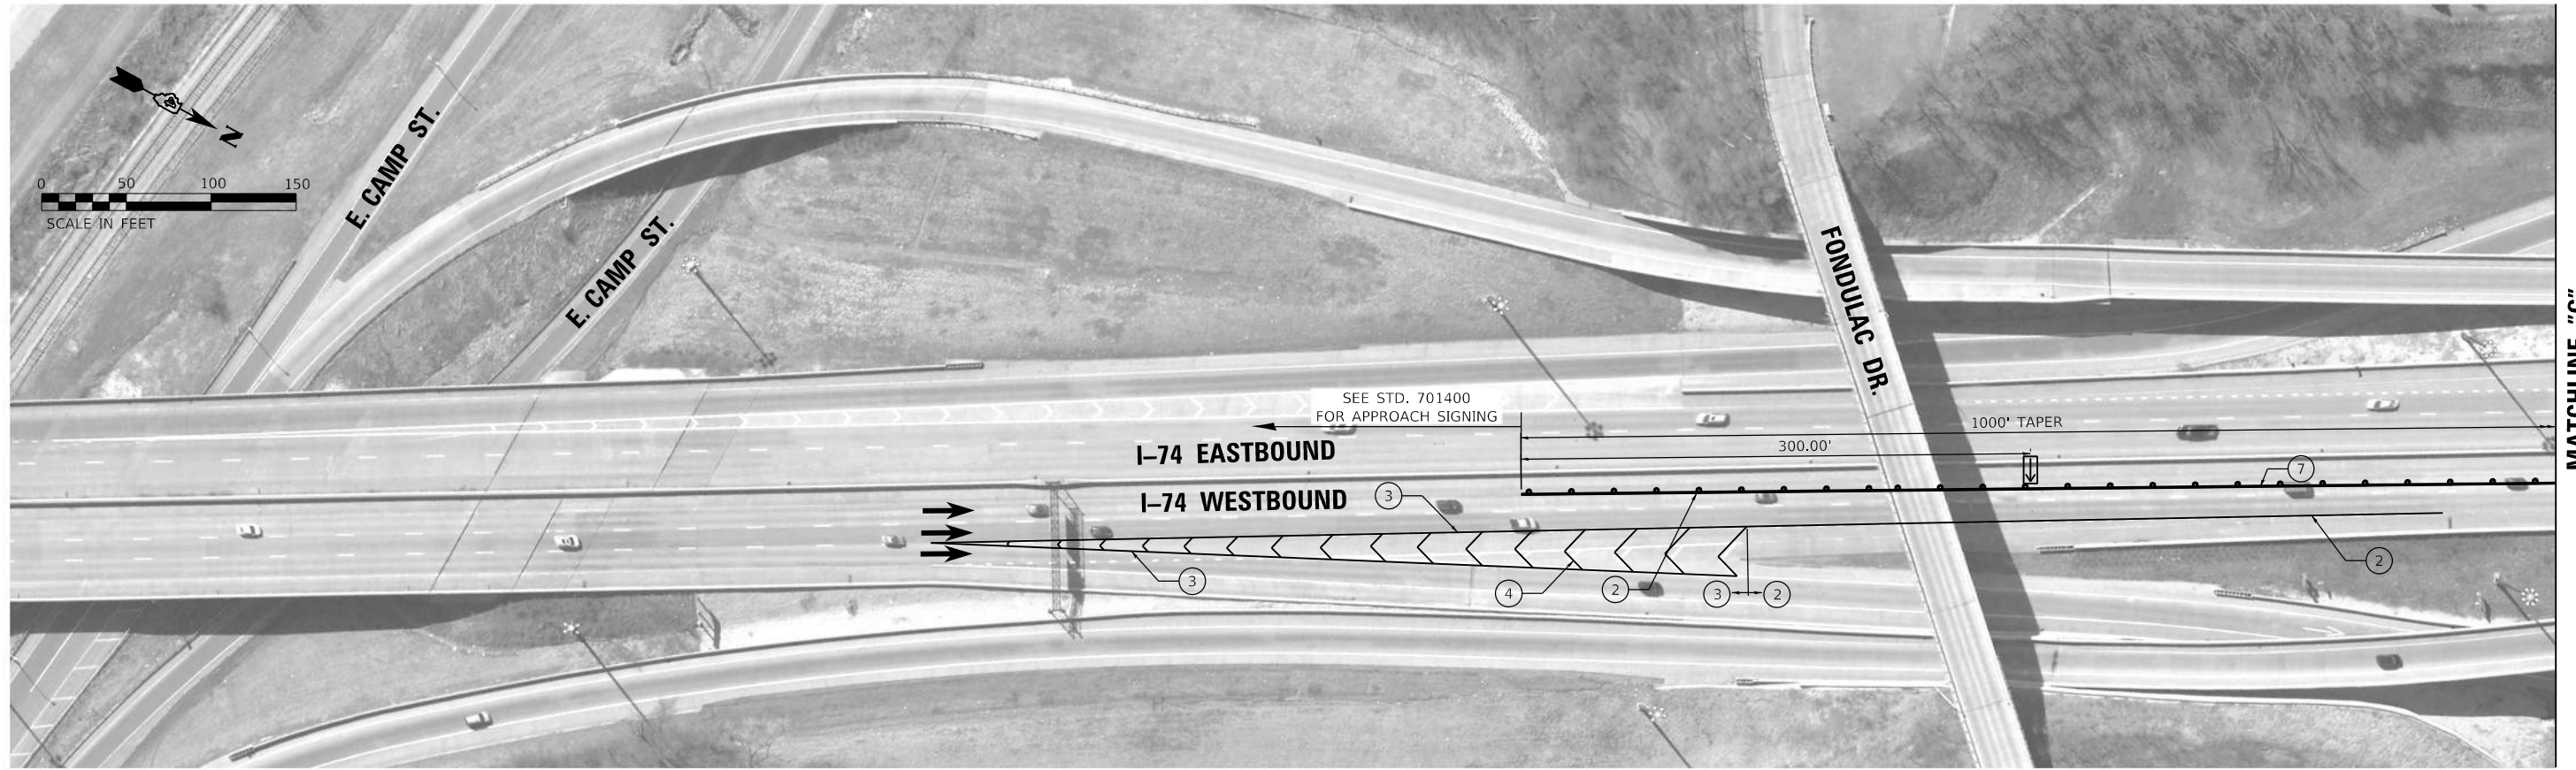 N
0 50 100 150
SCALE IN FEET
E. CAMP ST.
E. CAMP ST.
FONDULAC DR.
SEE STD. 701400
FOR APPROACH SIGNING
1000' TAPER
300.00'
I-74 EASTBOUND
I-74 WESTBOUND
3
7
3
4
2
3
2
2
MATCHLINE "C"